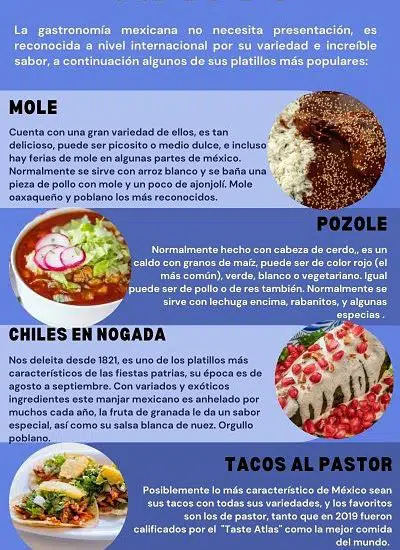 La gastronomía mexicana no necesita presentación, es
reconocida a nivel internacional por su variedad e increíble
sabor, a continuación algunos de sus platillos más populares:
MOLE
Cuenta con una gran variedad de ellos, es tan
delicioso, puede ser picosito o medio dulce, e incluso
hay ferias de mole en algunas partes de méxico.
Normalmente se sirve con arroz blanco y se baña una
pieza de pollo con mole y un poco de ajonjolí. Mole
oaxaqueño y poblano los más reconocidos.
POZOLE
Normalmente hecho con cabeza de cerdo,, es un
caldo con granos de maíz, puede ser de color rojo (el
más común), verde, blanco o vegetariano. Igual
puede ser de pollo o de res también. Normalmente se
sirve con lechuga encima, rabanitos, y algunas
especias .
CHILES EN NOGADA
Nos deleita desde 1821, es uno de los platillos más
característicos de las fiestas patrias, su época es de
agosto a septiembre. Con variados y exóticos
ingredientes este manjar mexicano es anhelado por
muchos cada año, la fruta de granada le da un sabor
especial, así como su salsa blanca de nuez. Orgullo
poblano.
TACOS AL PASTOR
Posiblemente lo más característico de México sean
sus tacos con todas sus variedades, y los favoritos
son los de pastor, tanto que en 2019 fueron
calificados por el "Taste Atlas" como la mejor comida
del mundo.